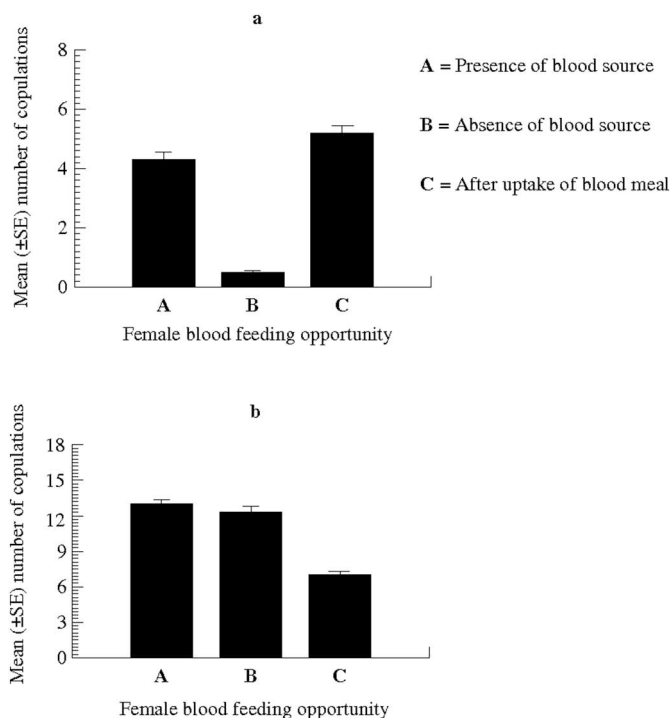 a
Mean (±SE) number of copulations
8
6
4
2
0
A B C
Female blood feeding opportunity
A = Presence of blood source
B = Absence of blood source
C = After uptake of blood meal
b
Mean (±SE) number of copulations
18
15
12
9
6
3
0
A B C
Female blood feeding opportunity